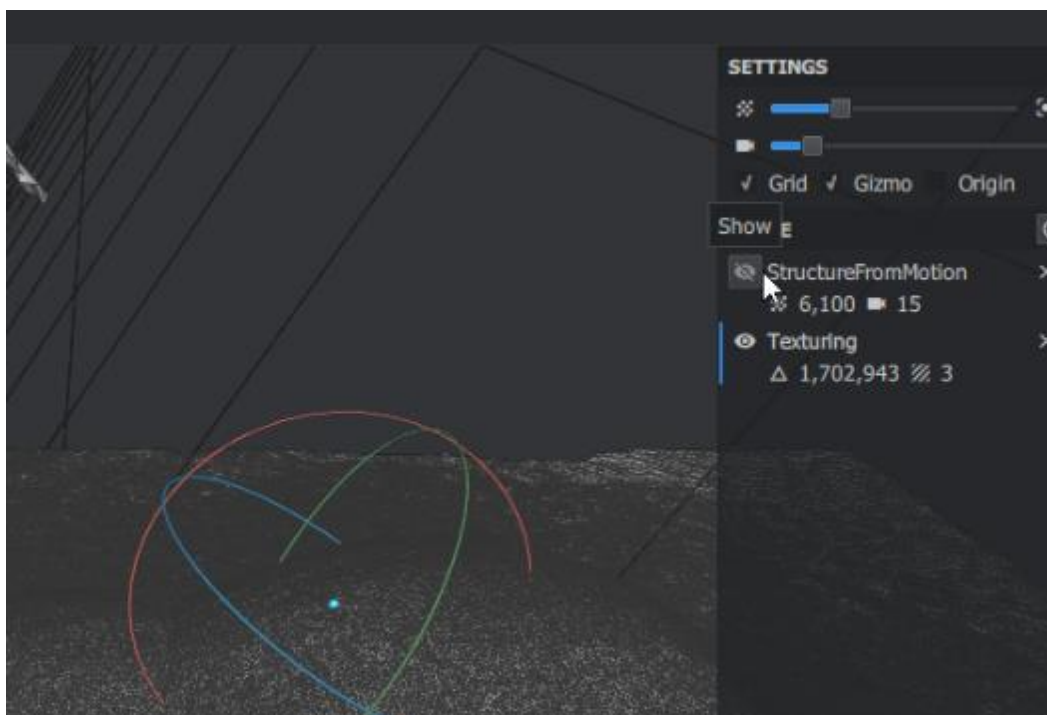 SETTINGS
Grid Gizmo Origin
Show E
StructureFromMotion
6,100 15
Texturing
1,702,943 3